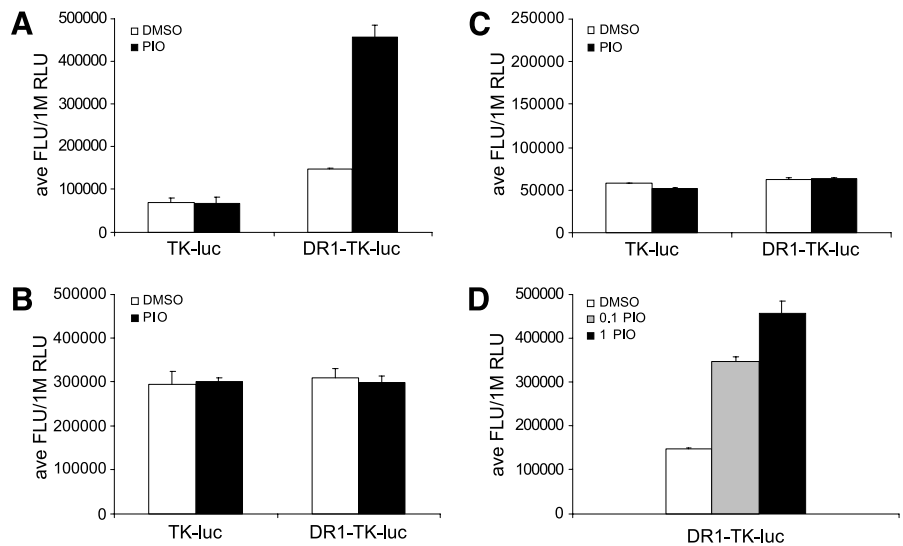 A
ave FLU/1M RLU
500000
400000
300000
200000
100000
0
DMSO
PIO
TK-luc
DR1-TK-luc
C
ave FLU/1M RLU
250000
200000
150000
100000
50000
0
DMSO
PIO
TK-luc
DR1-TK-luc
B
ave FLU/1M RLU
500000
400000
300000
200000
100000
0
DMSO
PIO
TK-luc
DR1-TK-luc
D
ave FLU/1M RLU
500000
400000
300000
200000
100000
0
DMSO
0.1 PIO
1 PIO
DR1-TK-luc